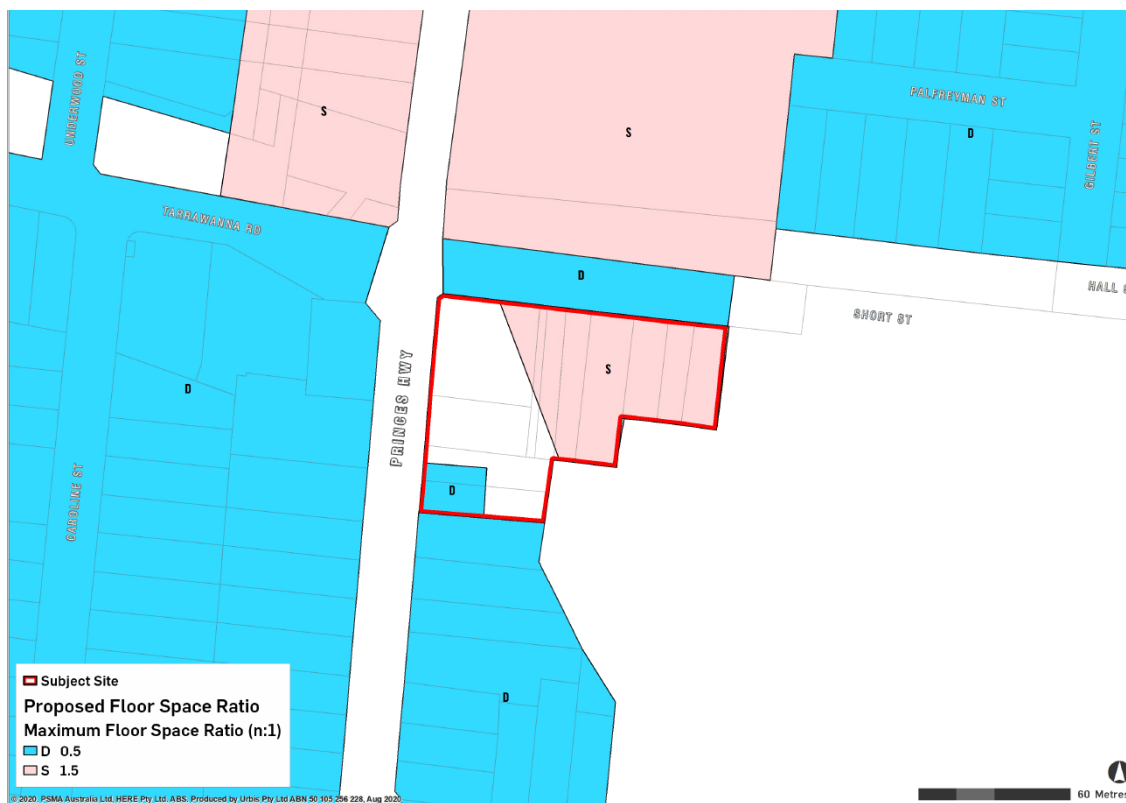 UNDERWOOD ST
S
S
PALFREYMAN ST
D
GILBERT ST
TARRAWANNA RD
D
HALL S
SHORT ST
PRINCES HWY
S
D
CAROLINE ST
D
D
Subject Site
Proposed Floor Space Ratio
Maximum Floor Space Ratio (n:1)
D 0.5
S 1.5
© 2020. PSMA Australia Ltd, HERE Pty Ltd. ABS. Produced by Urbis Pty Ltd ABN 50 105 256 228, Aug 2020
60 Metres